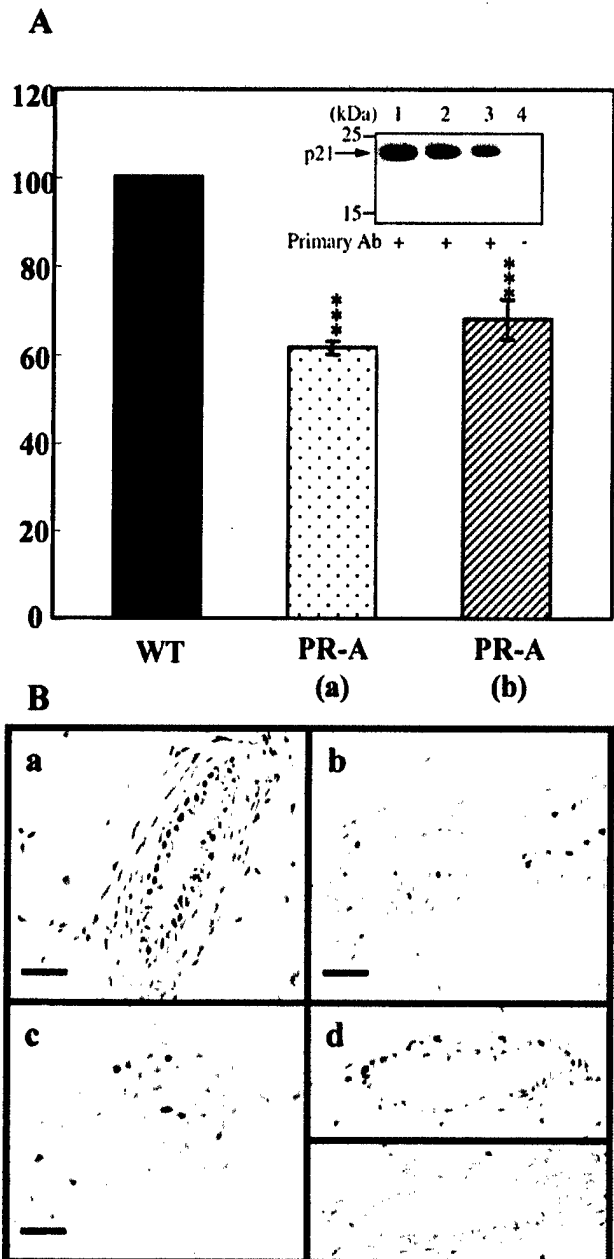 A
120
100
80
60
40
20
0
(kDa) 1 2 3 4
25
p21
15
Primary Ab + + + -
***
***
WT
PR-A
(a)
PR-A
(b)
B
a
b
c
d